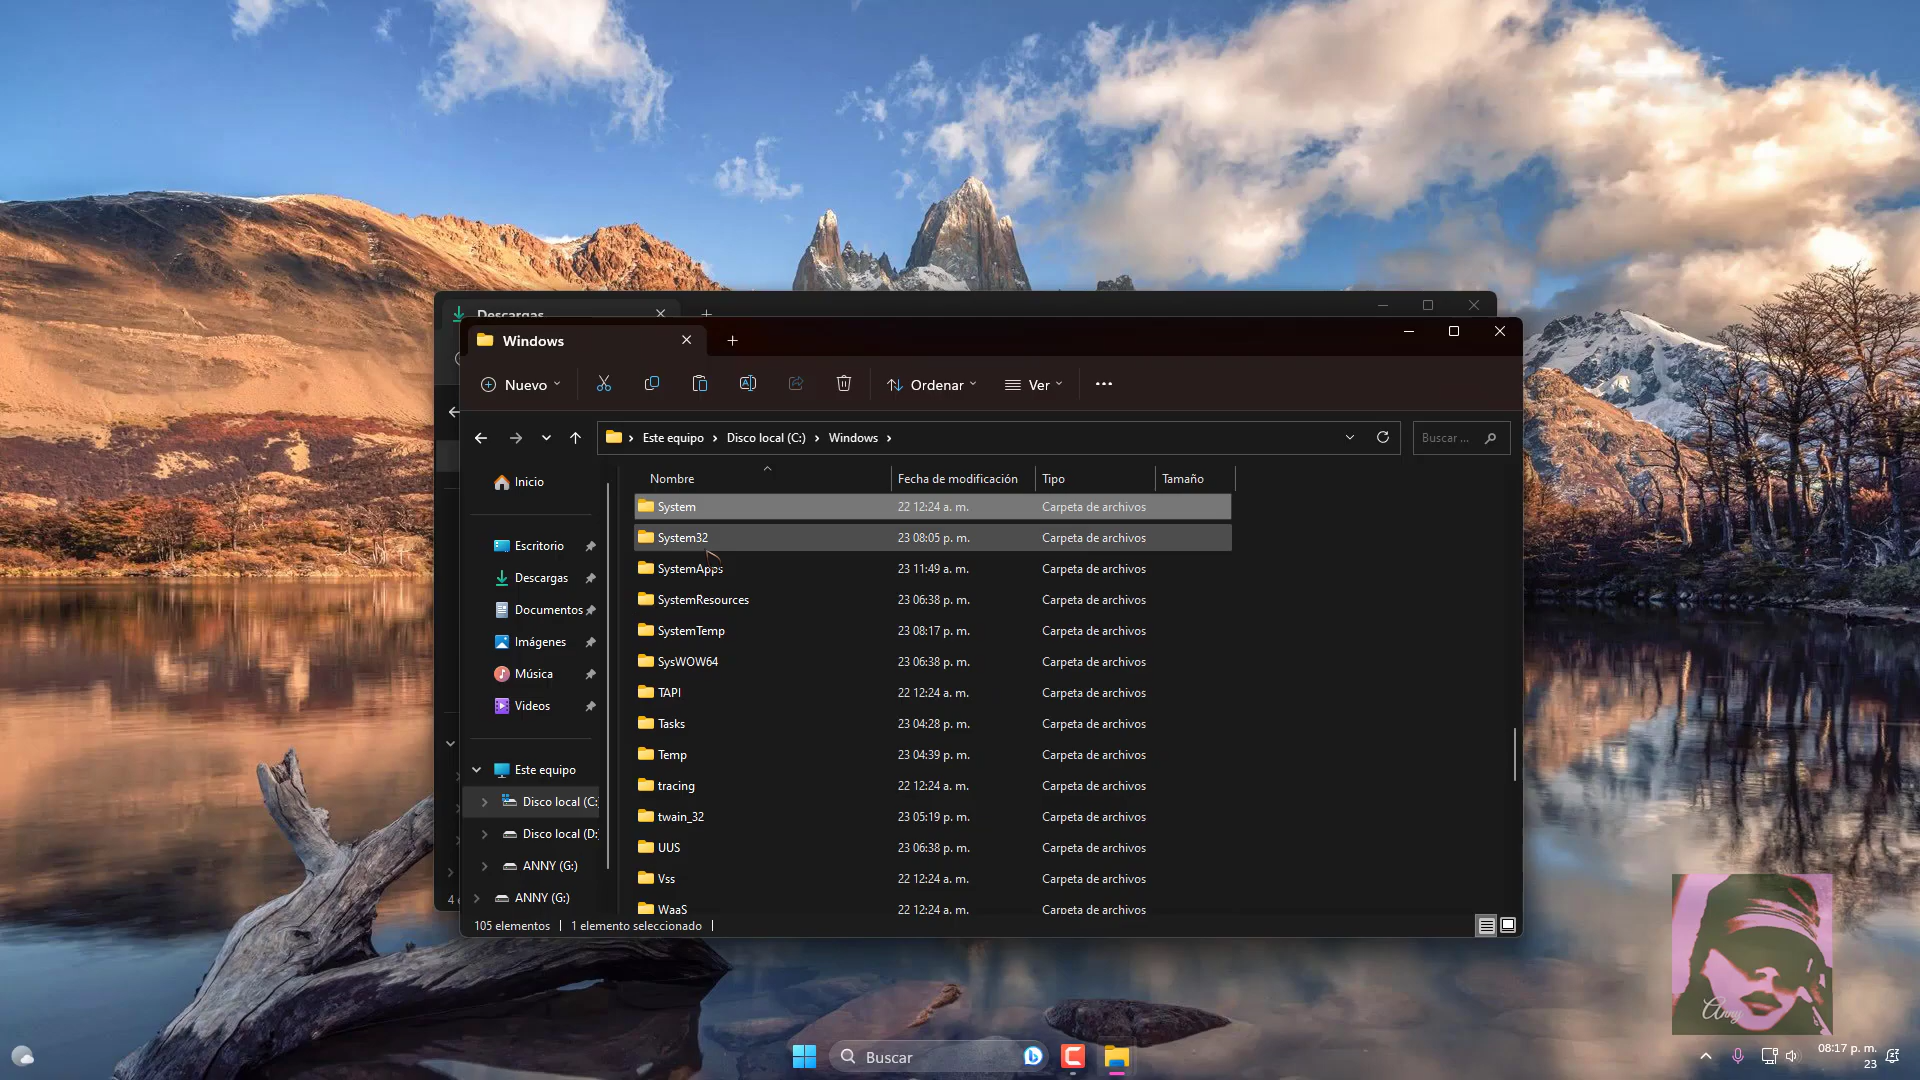 Descargas
Windows
Nuevo
Ordenar
Ver
Este equipo
Disco local (C:)
Windows
Buscar ...
Nombre
Fecha de modificación
Tipo
Tamaño
System 22 12:24 a. m. Carpeta de archivos
System32 23 08:05 p. m. Carpeta de archivos
SystemApps 23 11:49 a. m. Carpeta de archivos
SystemResources 23 06:38 p. m. Carpeta de archivos
SystemTemp 23 08:17 p. m. Carpeta de archivos
SysWOW64 23 06:38 p. m. Carpeta de archivos
TAPI 22 12:24 a. m. Carpeta de archivos
Tasks 23 04:28 p. m. Carpeta de archivos
Temp 23 04:39 p. m. Carpeta de archivos
tracing 22 12:24 a. m. Carpeta de archivos
twain_32 23 05:19 p. m. Carpeta de archivos
UUS 23 06:38 p. m. Carpeta de archivos
Vss 22 12:24 a. m. Carpeta de archivos
WaaS 22 12:24 a. m. Carpeta de archivos
Inicio
Escritorio
Descargas
Documentos
Imágenes
Música
Videos
Este equipo
Disco local (C:
Disco local (D:
ANNY (G:)
ANNY (G:)
4
105 elementos
1 elemento seleccionado
Anny
Buscar
08:17 p. m.
23